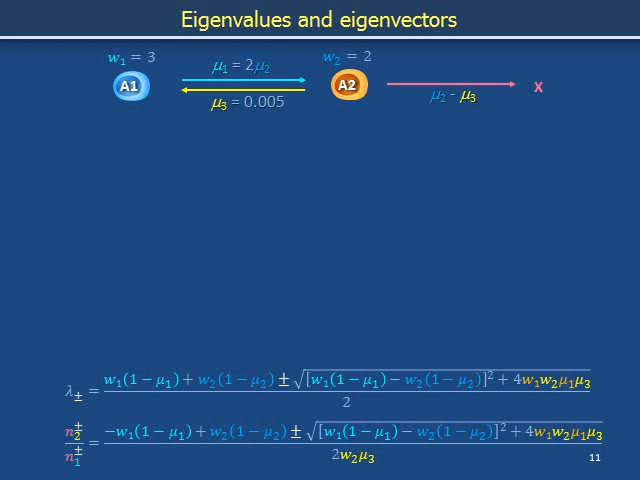 Eigenvalues and eigenvectors
w₁ = 3
μ₁ = 2μ₂
w₂ = 2
A1
A2
x
μ₃ = 0.005
μ₂ - μ₃
λ± = (w₁(1 − μ₁) + w₂(1 − μ₂) ± √([w₁(1 − μ₁) − w₂(1 − μ₂)]² + 4w₁w₂μ₁μ₃)) / 2
n₂^± / n₁^± = (−w₁(1 − μ₁) + w₂(1 − μ₂) ± √([w₁(1 − μ₁) − w₂(1 − μ₂)]² + 4w₁w₂μ₁μ₃)) / 2w₂μ₃
11